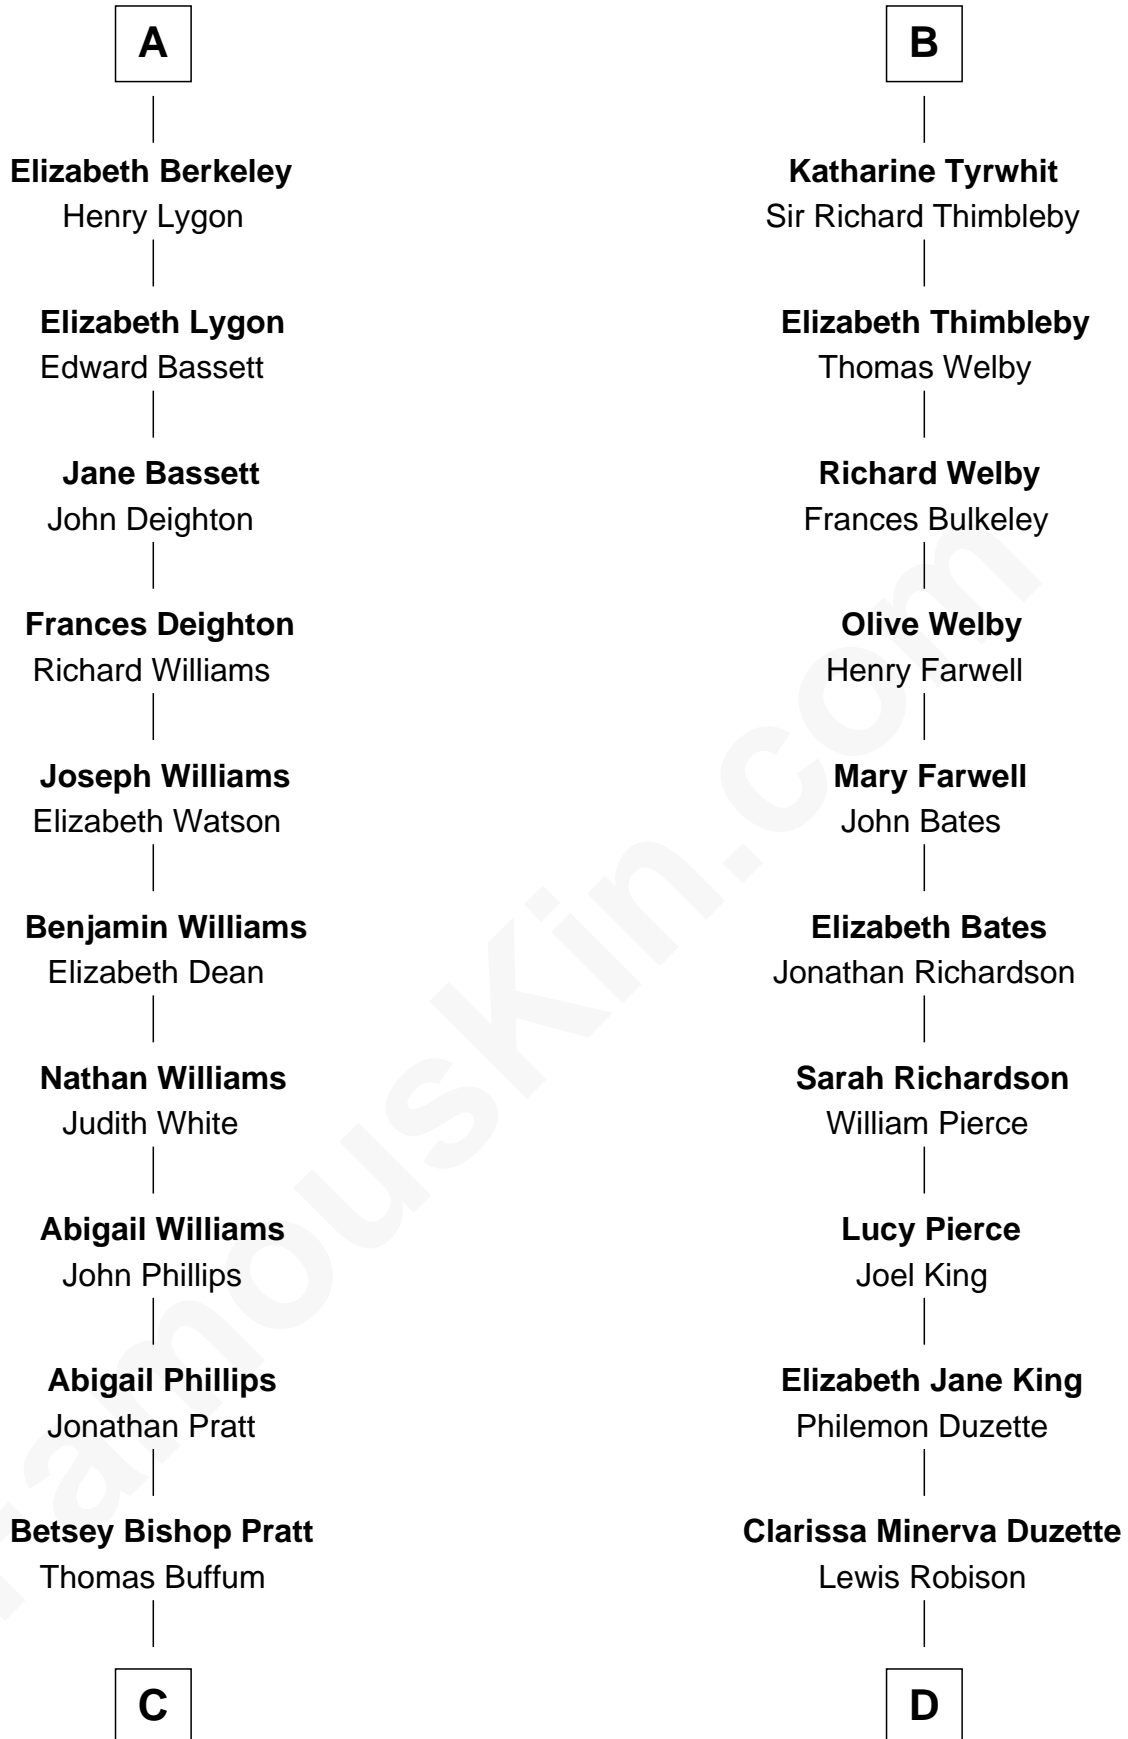 A
Elizabeth Berkeley
Henry Lygon
Elizabeth Lygon
Edward Bassett
Jane Bassett
John Deighton
Frances Deighton
Richard Williams
Joseph Williams
Elizabeth Watson
Benjamin Williams
Elizabeth Dean
Nathan Williams
Judith White
Abigail Williams
John Phillips
Abigail Phillips
Jonathan Pratt
Betsey Bishop Pratt
Thomas Buffum
C
B
Katharine Tyrwhit
Sir Richard Thimbleby
Elizabeth Thimbleby
Thomas Welby
Richard Welby
Frances Bulkeley
Olive Welby
Henry Farwell
Mary Farwell
John Bates
Elizabeth Bates
Jonathan Richardson
Sarah Richardson
William Pierce
Lucy Pierce
Joel King
Elizabeth Jane King
Philemon Duzette
Clarissa Minerva Duzette
Lewis Robison
D
FamousKin.com